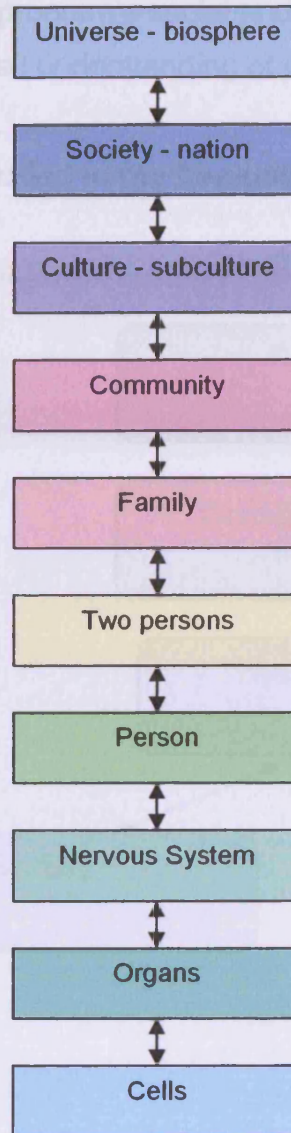 Universe - biosphere
Society - nation
Culture - subculture
Community
Family
Two persons
Person
Nervous System
Organs
Cells